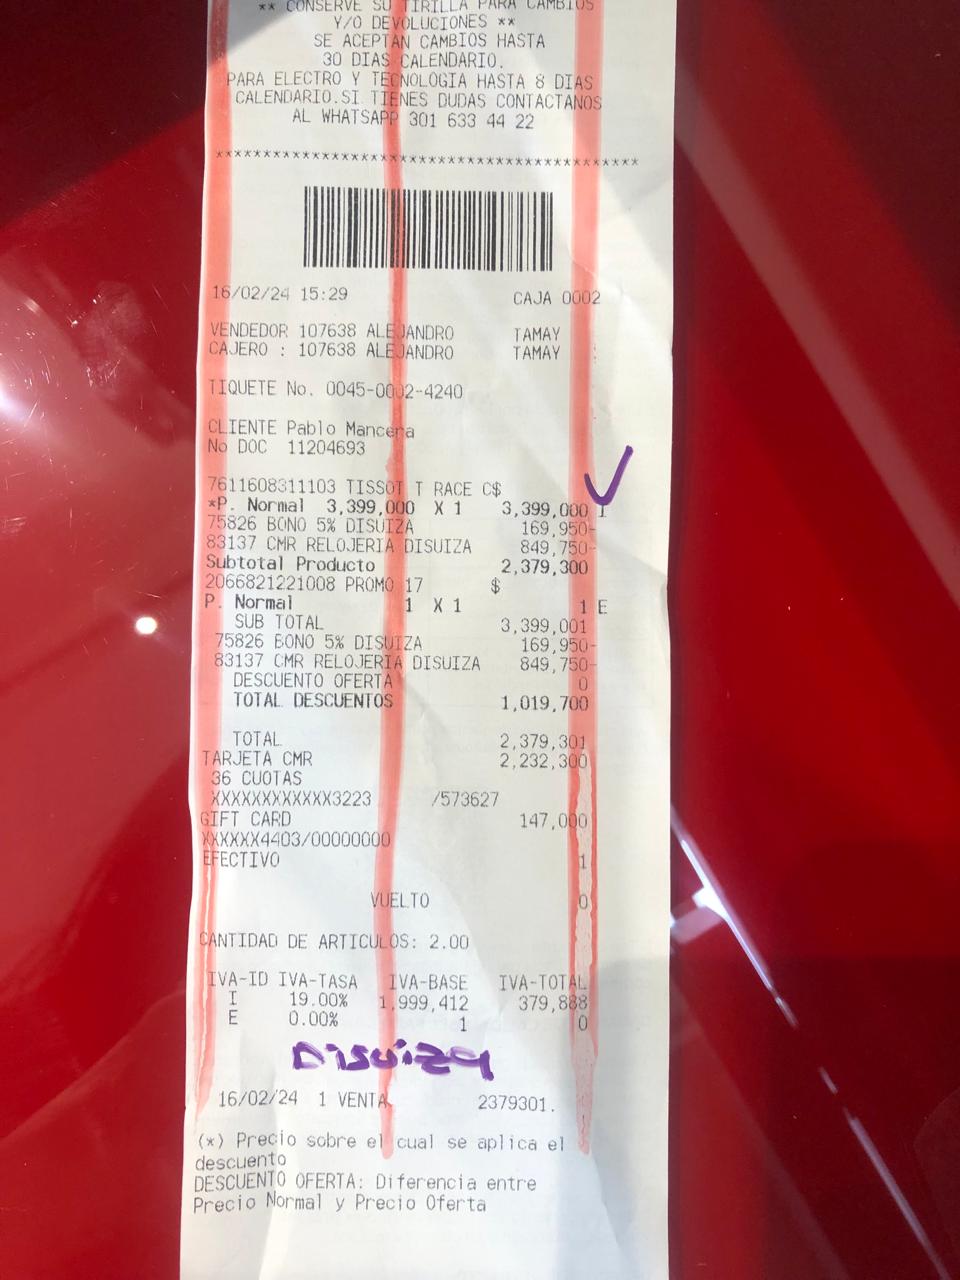 ** CONSERVE SU TIRILLA PARA CAMBIOS
Y/O DEVOLUCIONES **
SE ACEPTAN CAMBIOS HASTA
30 DIAS CALENDARIO.
PARA ELECTRO Y TECNOLOGIA HASTA 8 DIAS
CALENDARIO.SI TIENES DUDAS CONTACTANOS
AL WHATSAPP 301 633 44 22
*****************************************
16/02/24 15:29 CAJA 0002
VENDEDOR 107638 ALEJANDRO TAMAY
CAJERO : 107638 ALEJANDRO TAMAY
TIQUETE No. 0045-0002-4240
CLIENTE Pablo Mancera
No DOC 11204693
7611608311103 TISSOT T RACE C$
*P. Normal 3,399,000 X 1 3,399,000 I
75826 BONO 5% DISUIZA 169,950-
83137 CMR RELOJERIA DISUIZA 849,750-
Subtotal Producto 2,379,300
2066821221008 PROMO 17 $
P. Normal 1 X 1 1 E
SUB TOTAL 3,399,001
75826 BONO 5% DISUIZA 169,950-
83137 CMR RELOJERIA DISUIZA 849,750-
DESCUENTO OFERTA 0
TOTAL DESCUENTOS 1,019,700
TOTAL 2,379,301
TARJETA CMR 2,232,300
36 CUOTAS
XXXXXXXXXXXX3223 /573627
GIFT CARD 147,000
XXXXXX4403/00000000
EFECTIVO 1
VUELTO 0
CANTIDAD DE ARTICULOS: 2.00
IVA-ID IVA-TASA IVA-BASE IVA-TOTAL
I 19.00% 1,999,412 379,888
E 0.00% 1 0
Disuiza
16/02/24 1 VENTA 2379301.
(*) Precio sobre el cual se aplica el
descuento
DESCUENTO OFERTA: Diferencia entre
Precio Normal y Precio Oferta